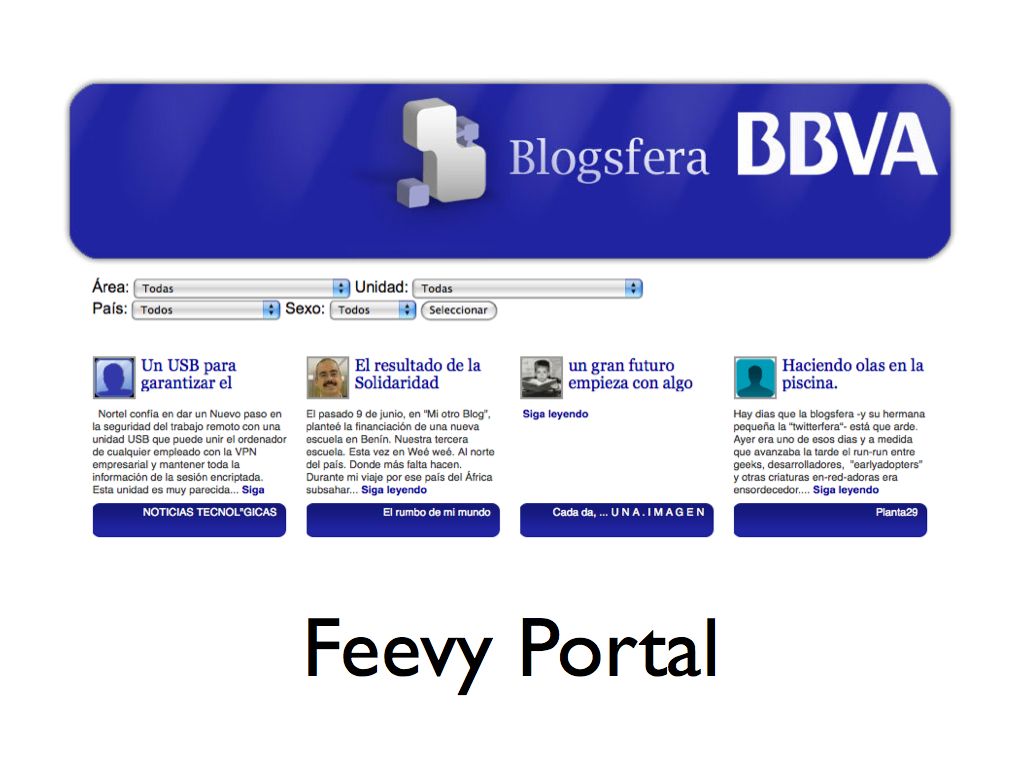 Blogsfera BBVA
Área: Todas Unidad: Todas
País: Todos Sexo: Todos Seleccionar
Un USB para
garantizar el
Nortel confía en dar un Nuevo paso en
la seguridad del trabajo remoto con una
unidad USB que puede unir el ordenador
de cualquier empleado con la VPN
empresarial y mantener toda la
información de la sesión encriptada.
Esta unidad es muy parecida... Siga
NOTICIAS TECNOL"GICAS
El resultado de la
Solidaridad
El pasado 9 de junio, en "Mi otro Blog",
planteé la financiación de una nueva
escuela en Benín. Nuestra tercera
escuela. Esta vez en Weé weé. Al norte
del país. Donde más falta hacen.
Durante mi viaje por ese país del África
subsahar... Siga leyendo
El rumbo de mi mundo
un gran futuro
empieza con algo
Siga leyendo
Cada da, ... U N A . I M A G E N
Haciendo olas en la
piscina.
Hay dias que la blogsfera -y su hermana
pequeña la "twitterfera"- está que arde.
Ayer era uno de esos dias y a medida
que avanzaba la tarde el run-run entre
geeks, desarrolladores, "earlyadopters"
y otras criaturas en-red-adoras era
ensordecedor.... Siga leyendo
Planta29
Feevy Portal